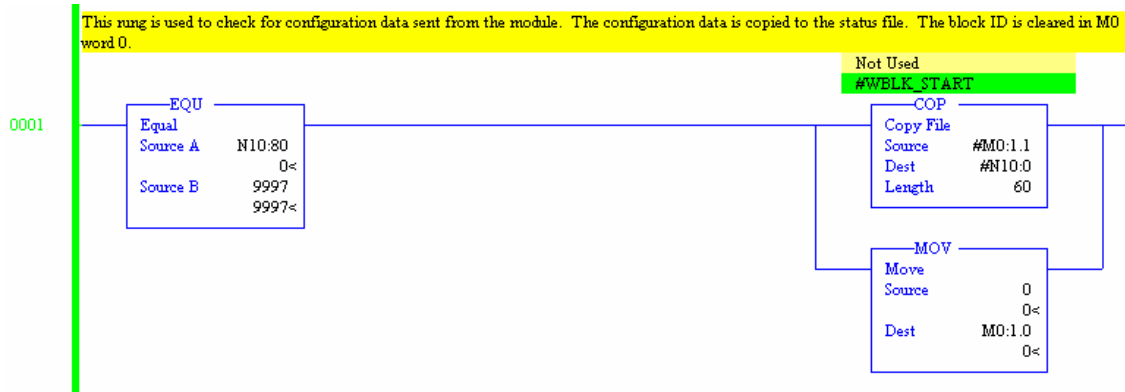 This rung is used to check for configuration data sent from the module. The configuration data is copied to the status file. The block ID is cleared in M0
word 0.
Not Used
#WBLK_START
0001
EQU
Equal
Source A N10:80
0<
Source B 9997
9997<
COP
Copy File
Source #M0:1.1
Dest #N10:0
Length 60
MOV
Move
Source 0
0<
Dest M0:1.0
0<